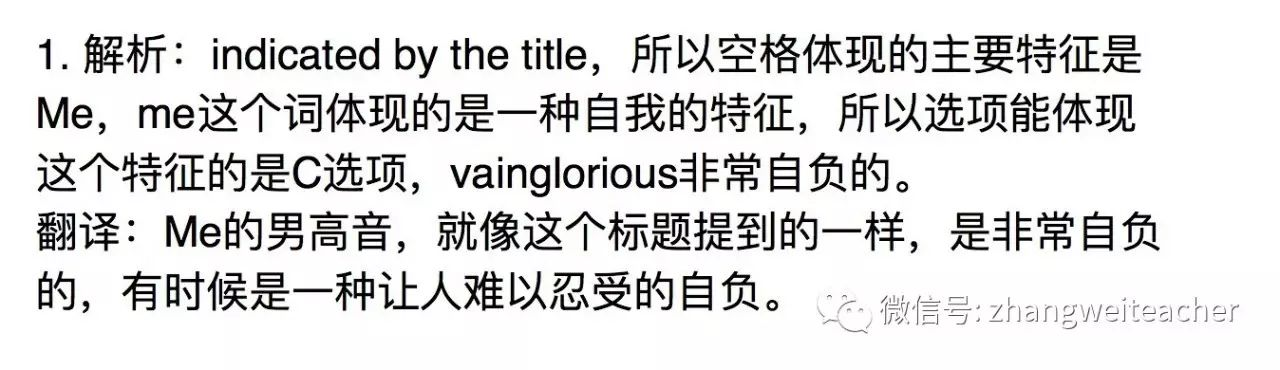 1. 解析：indicated by the title，所以空格体现的主要特征是
Me，me这个词体现的是一种自我的特征，所以选项能体现
这个特征的是C选项，vainglorious非常自负的。
翻译：Me的男高音，就像这个标题提到的一样，是非常自负
的，有时候是一种让人难以忍受的自负。
微信号: zhangweiteacher